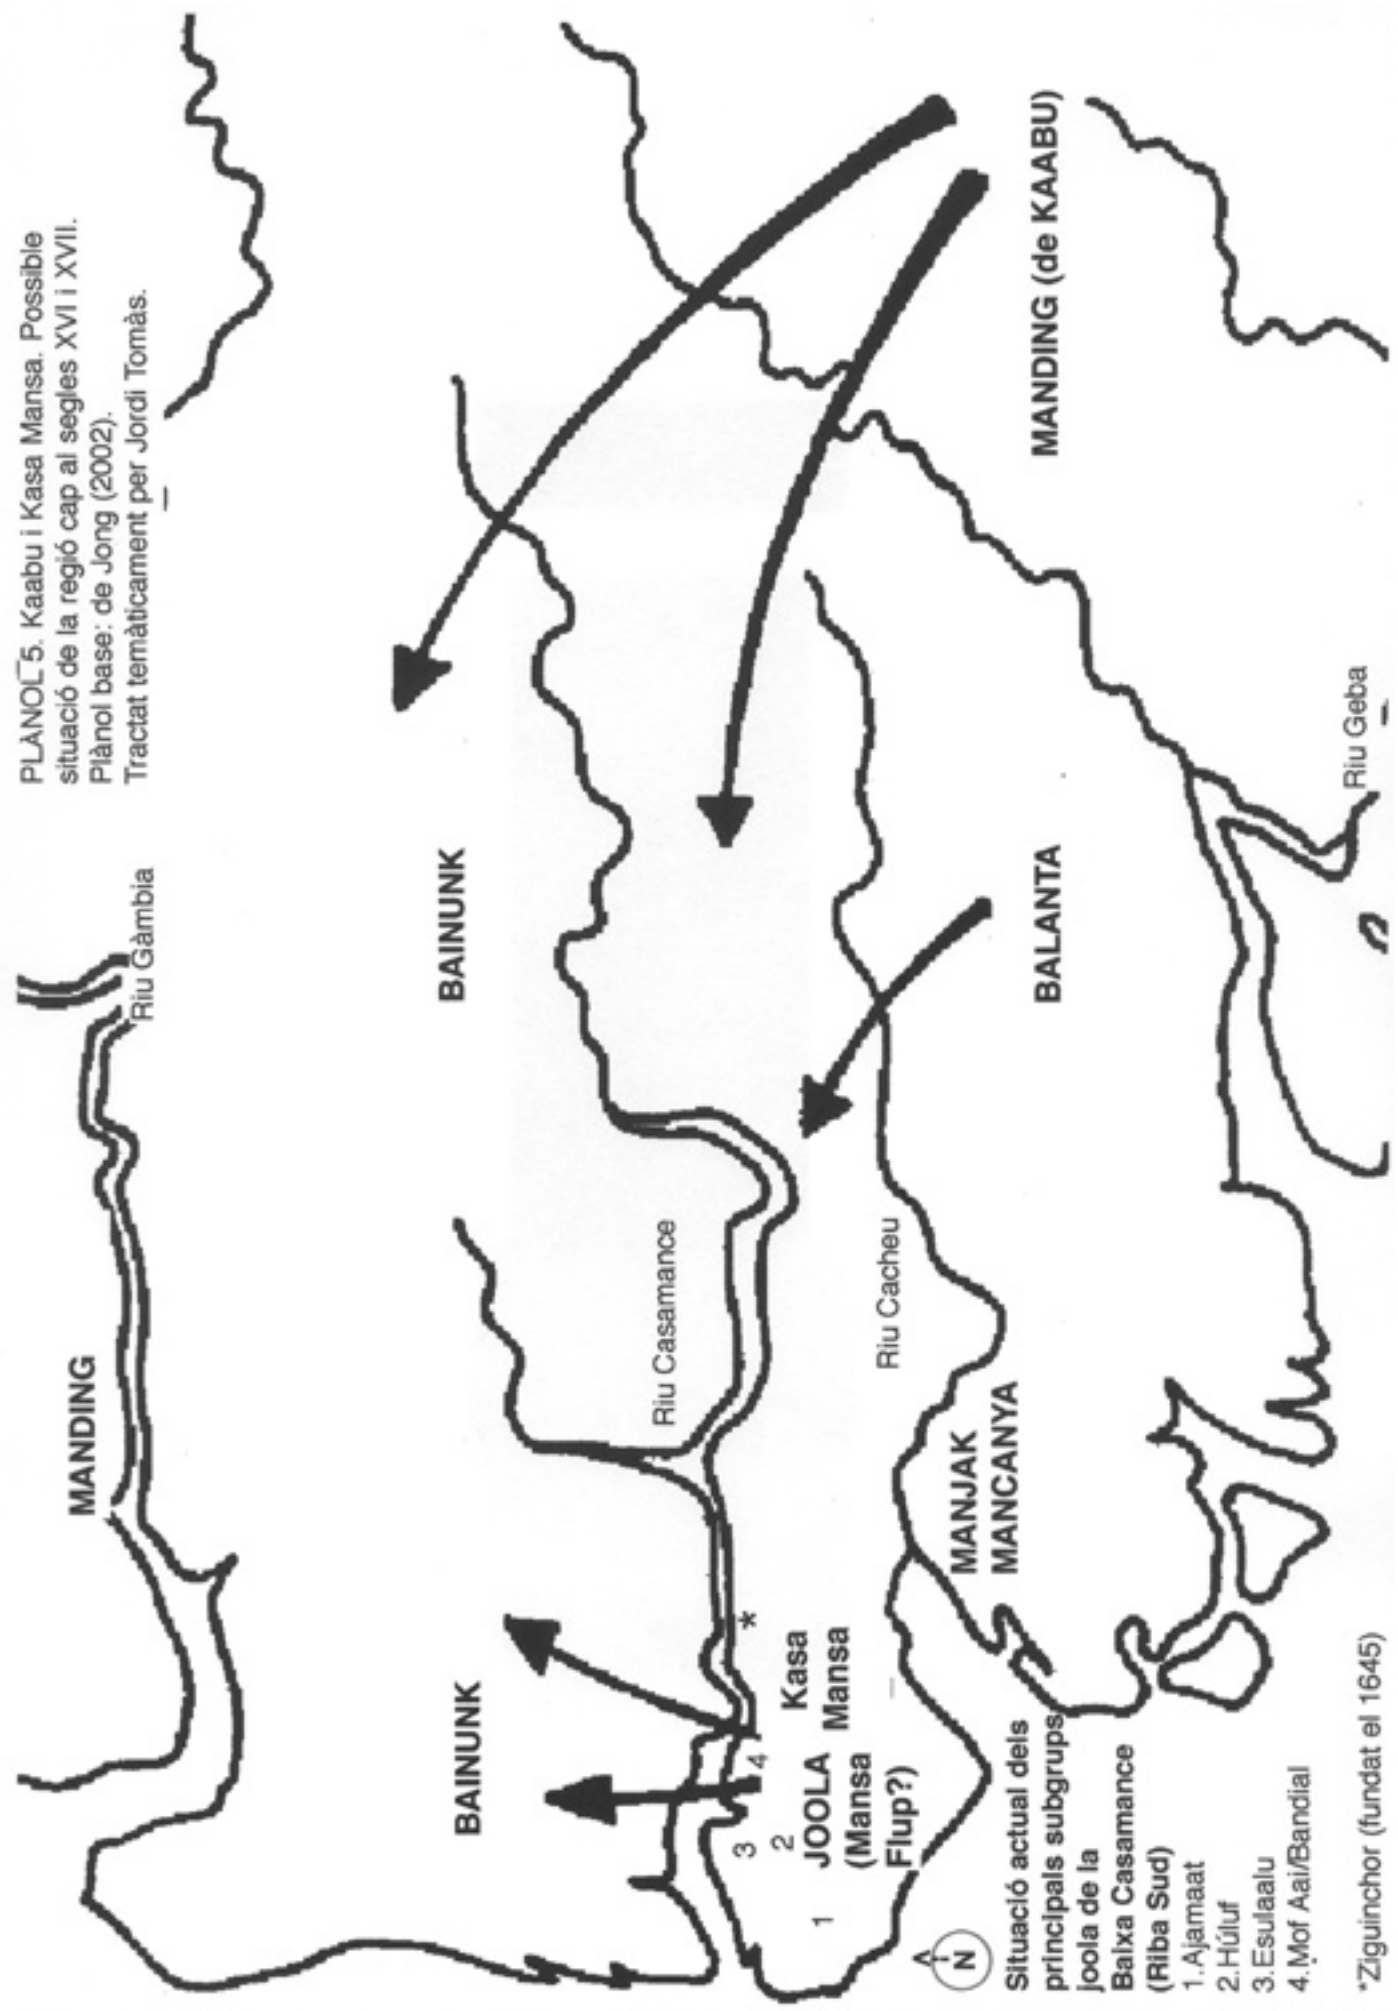 PLÀNOL 5. Kaabu i Kasa Mansa. Possible
situació de la regió cap al segles XVI i XVII.
Plànol base: de Jong (2002).
Tractat temàticament per Jordi Tomàs.
MANDING
Riu Gàmbia
BAINUNK
BAINUNK
Riu Casamance
Riu Cacheu
MANDING (de KAABU)
BALANTA
Riu Geba
MANJAK
MANCANYA
*
Kasa
Mansa
JOOLA
(Mansa
Flup?)
1
2
3
4
N
Situació actual dels
principals subgrups
joola de la
Baixa Casamance
(Riba Sud)
1.Ajamaat
2.Húluf
3.Esulaalu
4.Mof Aai/Bandial
*Ziguinchor (fundat el 1645)